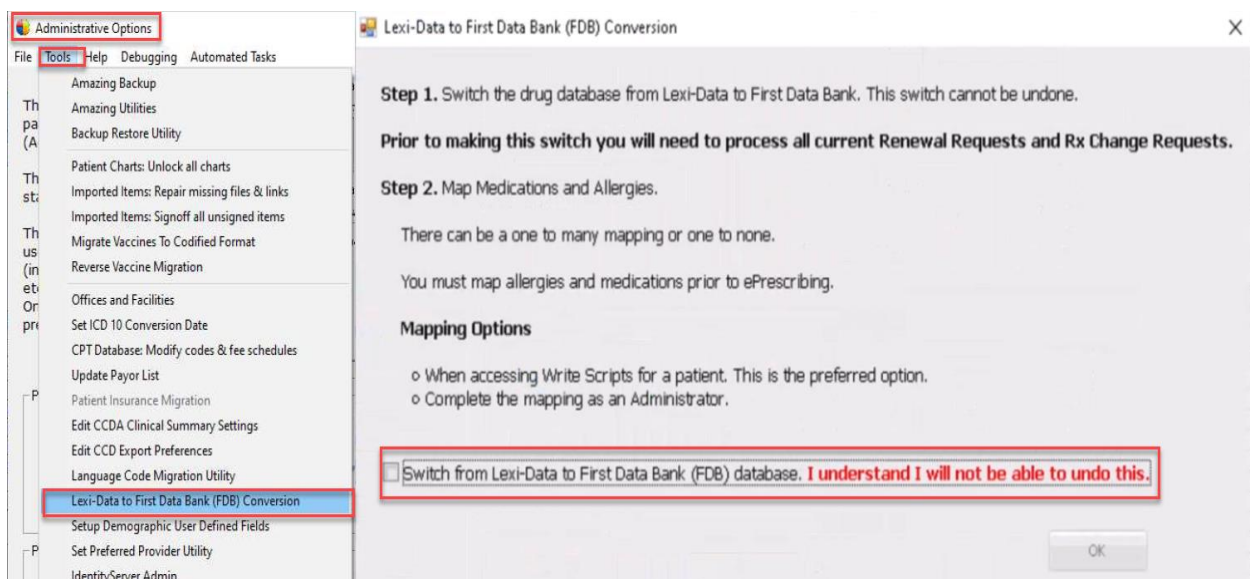 Administrative Options
File Tools Help Debugging Automated Tasks
Amazing Backup
Amazing Utilities
Backup Restore Utility
Patient Charts: Unlock all charts
Imported Items: Repair missing files & links
Imported Items: Signoff all unsigned items
Migrate Vaccines To Codified Format
Reverse Vaccine Migration
Offices and Facilities
Set ICD 10 Conversion Date
CPT Database: Modify codes & fee schedules
Update Payor List
Patient Insurance Migration
Edit CCDA Clinical Summary Settings
Edit CCD Export Preferences
Language Code Migration Utility
Lexi-Data to First Data Bank (FDB) Conversion
Setup Demographic User Defined Fields
Set Preferred Provider Utility
IdentityServer Admin
Lexi-Data to First Data Bank (FDB) Conversion
Step 1. Switch the drug database from Lexi-Data to First Data Bank. This switch cannot be undone.
Prior to making this switch you will need to process all current Renewal Requests and Rx Change Requests.
Step 2. Map Medications and Allergies.
There can be a one to many mapping or one to none.
You must map allergies and medications prior to ePrescribing.
Mapping Options
o When accessing Write Scripts for a patient. This is the preferred option.
o Complete the mapping as an Administrator.
Switch from Lexi-Data to First Data Bank (FDB) database. I understand I will not be able to undo this.
OK